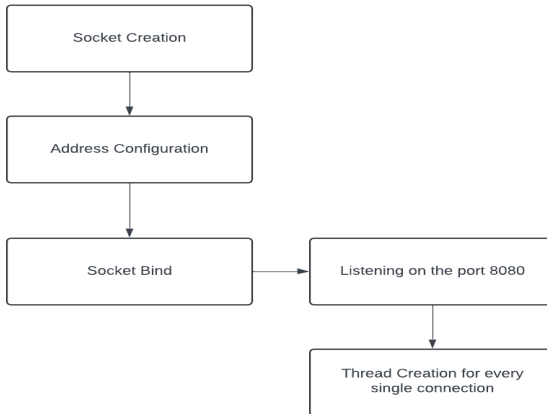 Socket Creation
Address Configuration
Socket Bind
Listening on the port 8080
Thread Creation for every
single connection